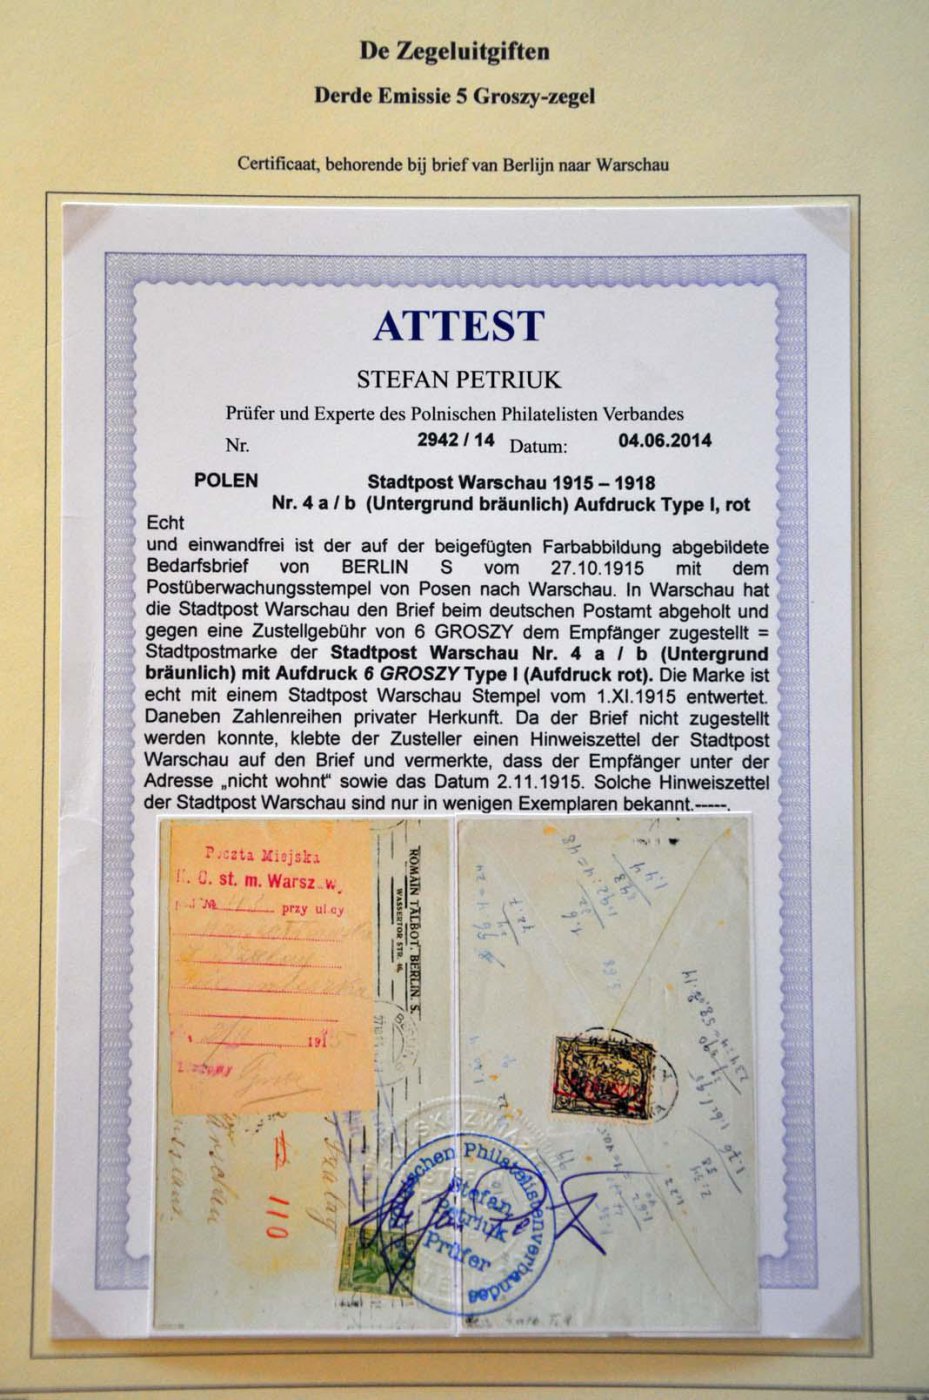 De Zegeluitgiften
Derde Emissie 5 Groszy-zegel
Certificaat, behorende bij brief van Berlijn naar Warschau
ATTEST
STEFAN PETRIUK
Prüfer und Experte des Polnischen Philatelisten Verbandes
Nr. 2942 / 14 Datum: 04.06.2014
POLEN Stadtpost Warschau 1915 – 1918
Nr. 4 a / b (Untergrund bräunlich) Aufdruck Type I, rot
Echt
und einwandfrei ist der auf der beigefügten Farbabbildung abgebildete
Bedarfsbrief von BERLIN S vom 27.10.1915 mit dem
Postüberwachungsstempel von Posen nach Warschau. In Warschau hat
die Stadtpost Warschau den Brief beim deutschen Postamt abgeholt und
gegen eine Zustellgebühr von 6 GROSZY dem Empfänger zugestellt =
Stadtpostmarke der Stadtpost Warschau Nr. 4 a / b (Untergrund
bräunlich) mit Aufdruck 6 GROSZY Type I (Aufdruck rot). Die Marke ist
echt mit einem Stadtpost Warschau Stempel vom 1.XI.1915 entwertet.
Daneben Zahlenreihen privater Herkunft. Da der Brief nicht zugestellt
werden konnte, klebte der Zusteller einen Hinweiszettel der Stadtpost
Warschau auf den Brief und vermerkte, dass der Empfänger unter der
Adresse „nicht wohnt“ sowie das Datum 2.11.1915. Solche Hinweiszettel
der Stadtpost Warschau sind nur in wenigen Exemplaren bekannt.-----.
Poczta Miejska
st. m. Warsz
przy ulicy
1915
ROMAIN TALBOT, BERLIN S.
WASSERTOR STR. 46.
110
Polnischen Philatelistenverbandes
Stefan
Petriuk
Prüfer